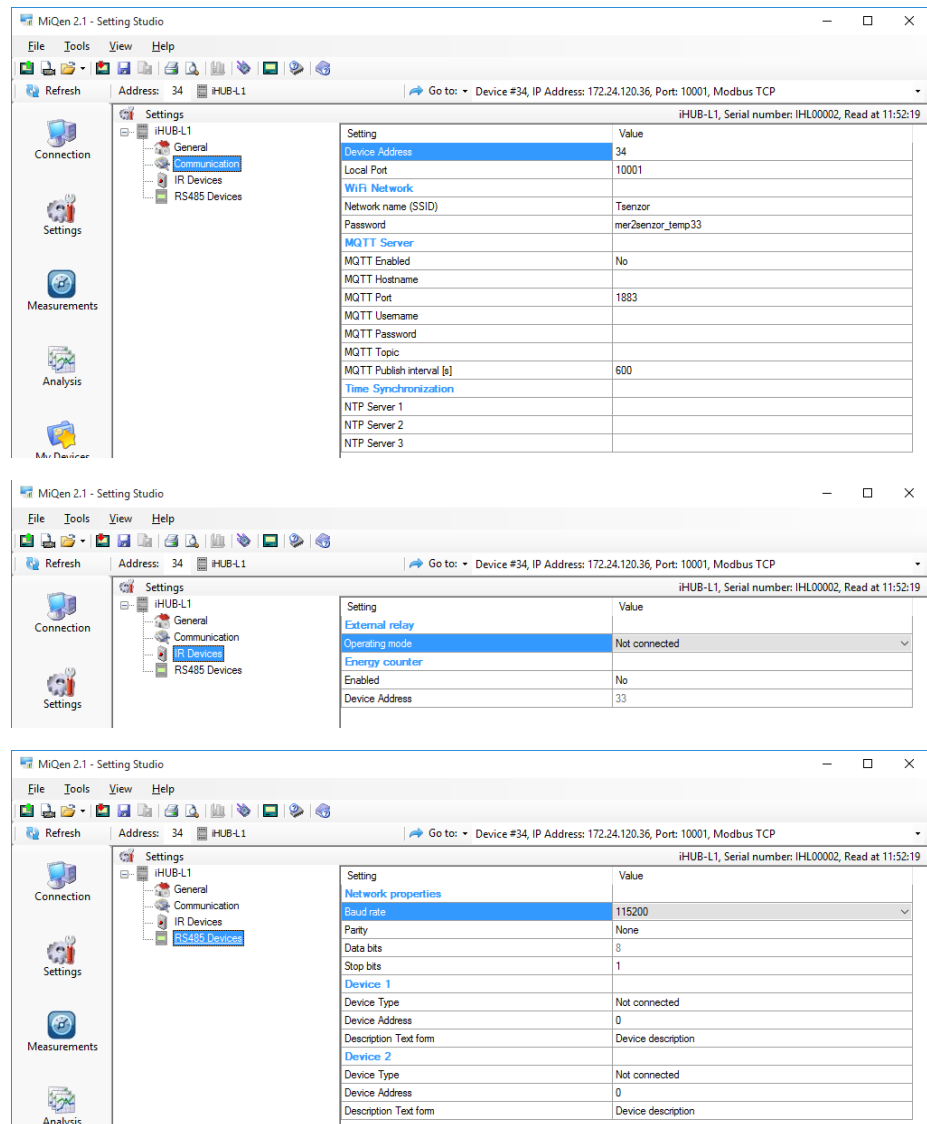 MiQen 2.1 - Setting Studio
File Tools View Help
Refresh Address: 34 iHUB-L1 Go to: Device #34, IP Address: 172.24.120.36, Port: 10001, Modbus TCP
Settings iHUB-L1, Serial number: IHL00002, Read at 11:52:19
Connection
Settings
Measurements
Analysis
My Devices
iHUB-L1
General
Communication
IR Devices
RS485 Devices
Setting Value
Device Address 34
Local Port 10001
WiFi Network
Network name (SSID) Tsenzor
Password mer2senzor_temp33
MQTT Server
MQTT Enabled No
MQTT Hostname
MQTT Port 1883
MQTT Username
MQTT Password
MQTT Topic
MQTT Publish interval [s] 600
Time Synchronization
NTP Server 1
NTP Server 2
NTP Server 3
MiQen 2.1 - Setting Studio
File Tools View Help
Refresh Address: 34 iHUB-L1 Go to: Device #34, IP Address: 172.24.120.36, Port: 10001, Modbus TCP
Settings iHUB-L1, Serial number: IHL00002, Read at 11:52:19
Connection
Settings
iHUB-L1
General
Communication
IR Devices
RS485 Devices
Setting Value
External relay
Operating mode Not connected
Energy counter
Enabled No
Device Address 33
MiQen 2.1 - Setting Studio
File Tools View Help
Refresh Address: 34 iHUB-L1 Go to: Device #34, IP Address: 172.24.120.36, Port: 10001, Modbus TCP
Settings iHUB-L1, Serial number: IHL00002, Read at 11:52:19
Connection
Settings
Measurements
Analysis
iHUB-L1
General
Communication
IR Devices
RS485 Devices
Setting Value
Network properties
Baud rate 115200
Parity None
Data bits 8
Stop bits 1
Device 1
Device Type Not connected
Device Address 0
Description Text form Device description
Device 2
Device Type Not connected
Device Address 0
Description Text form Device description